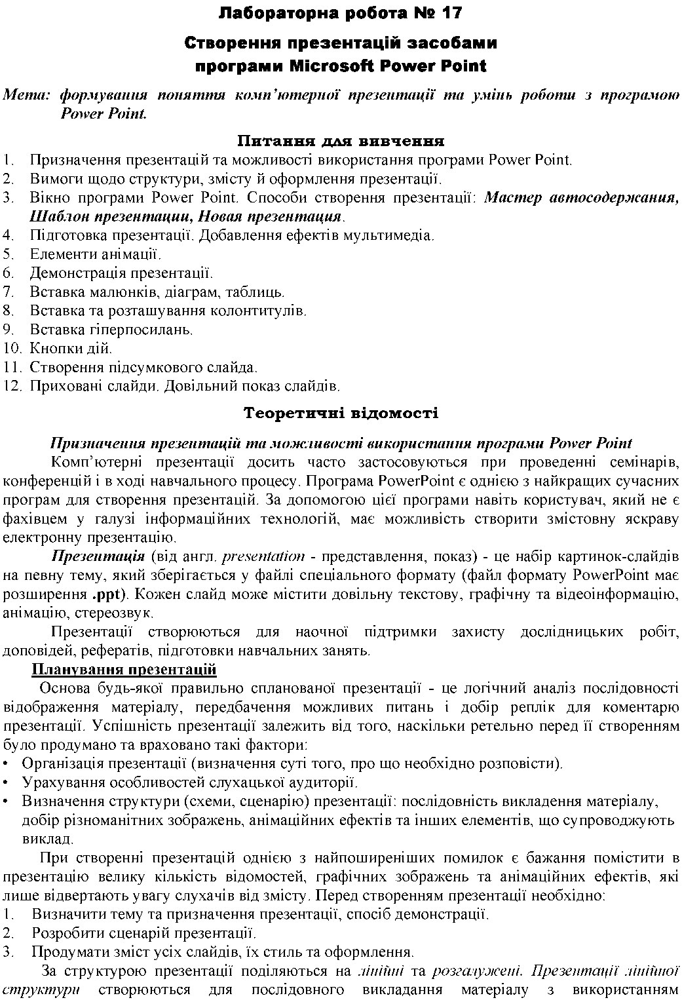 Лабораторна робота № 17
Створення презентацій засобами
програми Microsoft Power Point
Мета: формування поняття комп’ютерної презентації та умінь роботи з програмою
Power Point.
Питання для вивчення
1. Призначення презентацій та можливості використання програми Power Point.
2. Вимоги щодо структури, змісту й оформлення презентації.
3. Вікно програми Power Point. Способи створення презентації: Мастер автосодержания,
Шаблон презентации, Новая презентация.
4. Підготовка презентації. Добавлення ефектів мультимедіа.
5. Елементи анімації.
6. Демонстрація презентації.
7. Вставка малюнків, діаграм, таблиць.
8. Вставка та розташування колонтитулів.
9. Вставка гіперпосилань.
10. Кнопки дій.
11. Створення підсумкового слайда.
12. Приховані слайди. Довільний показ слайдів.
Теоретичні відомості
Призначення презентацій та можливості використання програми Power Point
Комп’ютерні презентації досить часто застосовуються при проведенні семінарів,
конференцій і в ході навчального процесу. Програма PowerPoint є однією з найкращих сучасних
програм для створення презентацій. За допомогою цієї програми навіть користувач, який не є
фахівцем у галузі інформаційних технологій, має можливість створити змістовну яскраву
електронну презентацію.
Презентація (від англ. presentation - представлення, показ) - це набір картинок-слайдів
на певну тему, який зберігається у файлі спеціального формату (файл формату PowerPoint має
розширення .ppt). Кожен слайд може містити довільну текстову, графічну та відеоінформацію,
анімацію, стереозвук.
Презентації створюються для наочної підтримки захисту дослідницьких робіт,
доповідей, рефератів, підготовки навчальних занять.
Планування презентацій
Основа будь-якої правильно спланованої презентації - це логічний аналіз послідовності
відображення матеріалу, передбачення можливих питань і добір реплік для коментарю
презентації. Успішність презентації залежить від того, наскільки ретельно перед її створенням
було продумано та враховано такі фактори:
• Організація презентації (визначення суті того, про що необхідно розповісти).
• Урахування особливостей слухацької аудиторії.
• Визначення структури (схеми, сценарію) презентації: послідовність викладення матеріалу,
добір різноманітних зображень, анімаційних ефектів та інших елементів, що супроводжують
виклад.
При створенні презентацій однією з найпоширеніших помилок є бажання помістити в
презентацію велику кількість відомостей, графічних зображень та анімаційних ефектів, які
лише відвертають увагу слухачів від змісту. Перед створенням презентації необхідно:
1. Визначити тему та призначення презентації, спосіб демонстрації.
2. Розробити сценарій презентації.
3. Продумати зміст усіх слайдів, їх стиль та оформлення.
За структурою презентації поділяються на лінійні та розгалужені. Презентації лінійної
структури створюються для послідовного викладання матеріалу з використанням